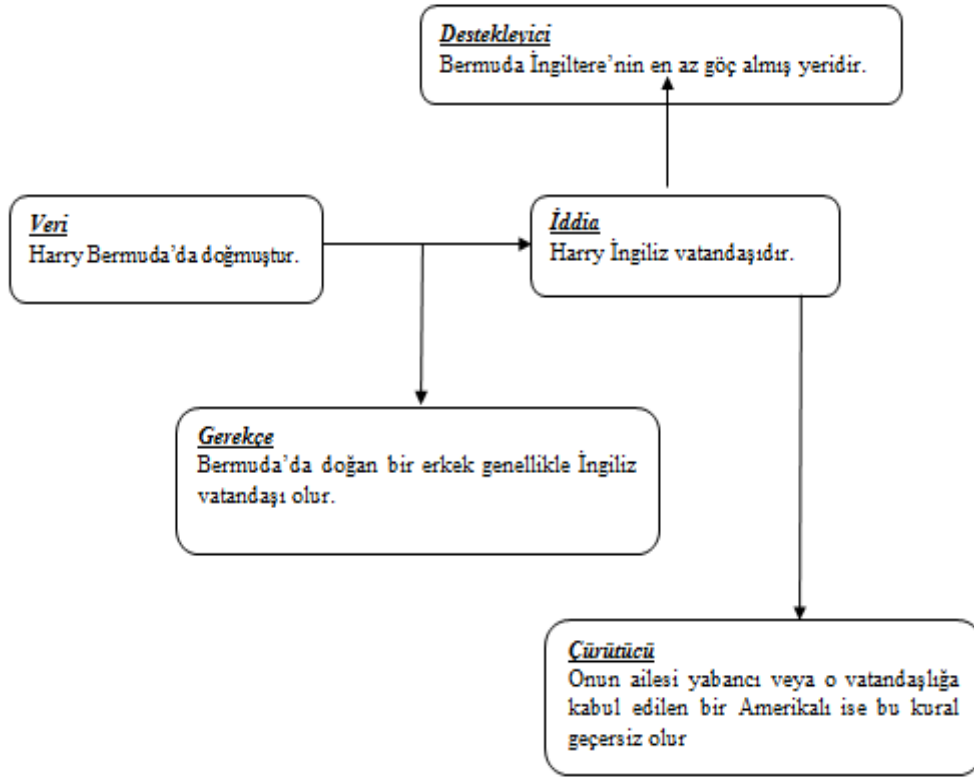 Destekleyici
Bermuda İngiltere’nin en az göç almış yeridir.
Veri
Harry Bermuda’da doğmuştur.
İddia
Harry İngiliz vatandaşıdır.
Gerekçe
Bermuda’da doğan bir erkek genellikle İngiliz
vatandaşı olur.
Çürütücü
Onun ailesi yabancı veya o vatandaşlığa
kabul edilen bir Amerikalı ise bu kural
geçersiz olur